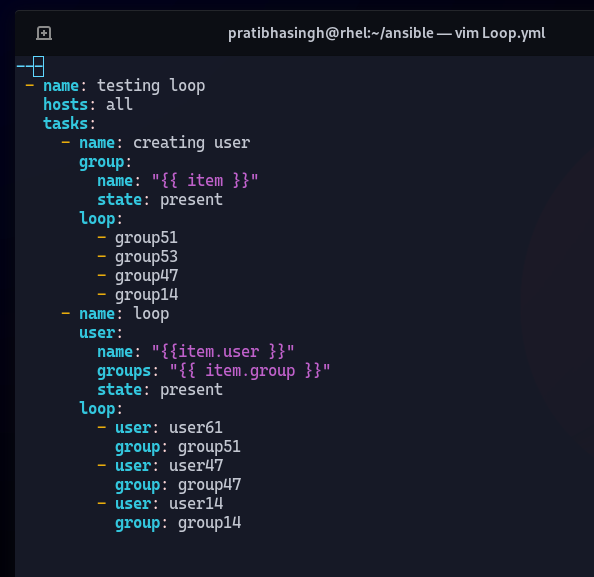 pratibhasingh@rhel:~/ansible — vim Loop.yml
---
- name: testing loop
  hosts: all
  tasks:
    - name: creating user
      group:
        name: "{{ item }}"
        state: present
      loop:
        - group51
        - group53
        - group47
        - group14
    - name: loop
      user:
        name: "{{item.user }}"
        groups: "{{ item.group }}"
        state: present
      loop:
        - user: user61
          group: group51
        - user: user47
          group: group47
        - user: user14
          group: group14